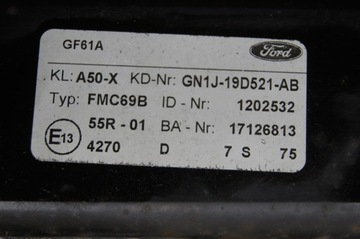 GF61A
Ford
KL: A50-X KD-Nr: GN1J-19D521-AB
Typ: FMC69B ID - Nr: 1202532
E13 55R - 01 BA - Nr: 17126813
4270 D 7 S 75